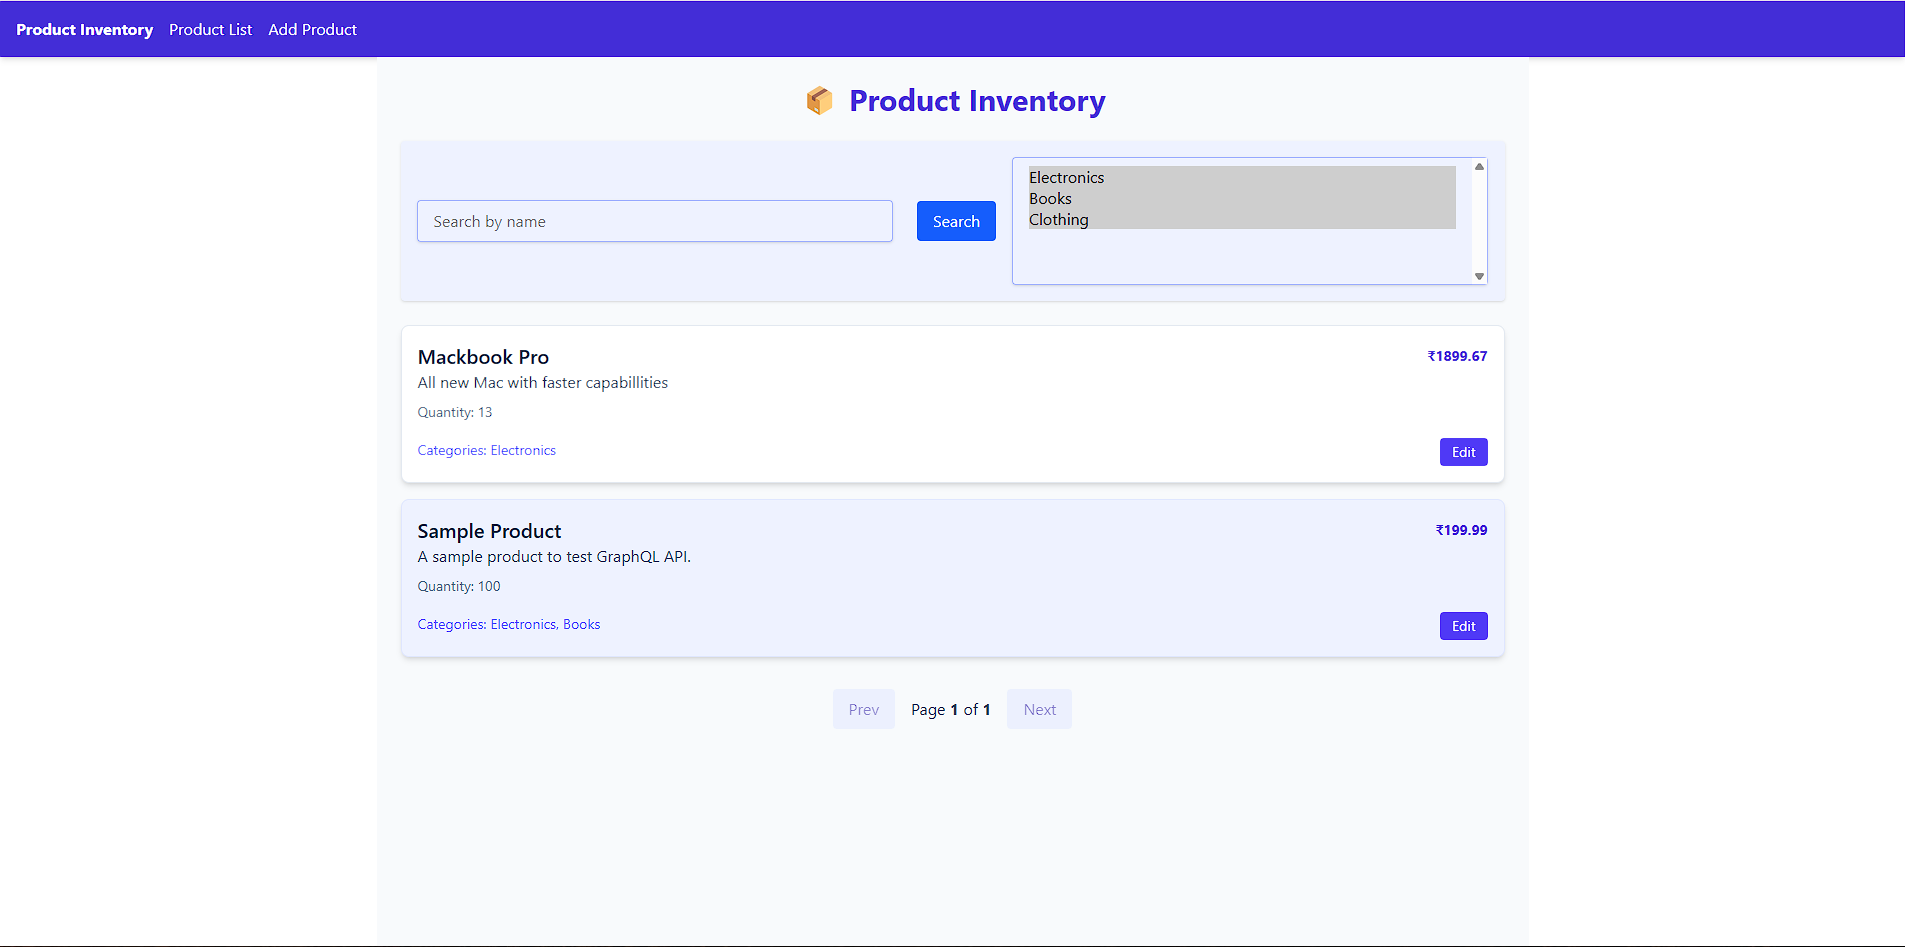 Product Inventory Product List Add Product
Product Inventory
Search by name
Search
Electronics
Books
Clothing
Mackbook Pro
₹1899.67
All new Mac with faster capabillities
Quantity: 13
Categories: Electronics
Edit
Sample Product
₹199.99
A sample product to test GraphQL API.
Quantity: 100
Categories: Electronics, Books
Edit
Prev Page 1 of 1 Next